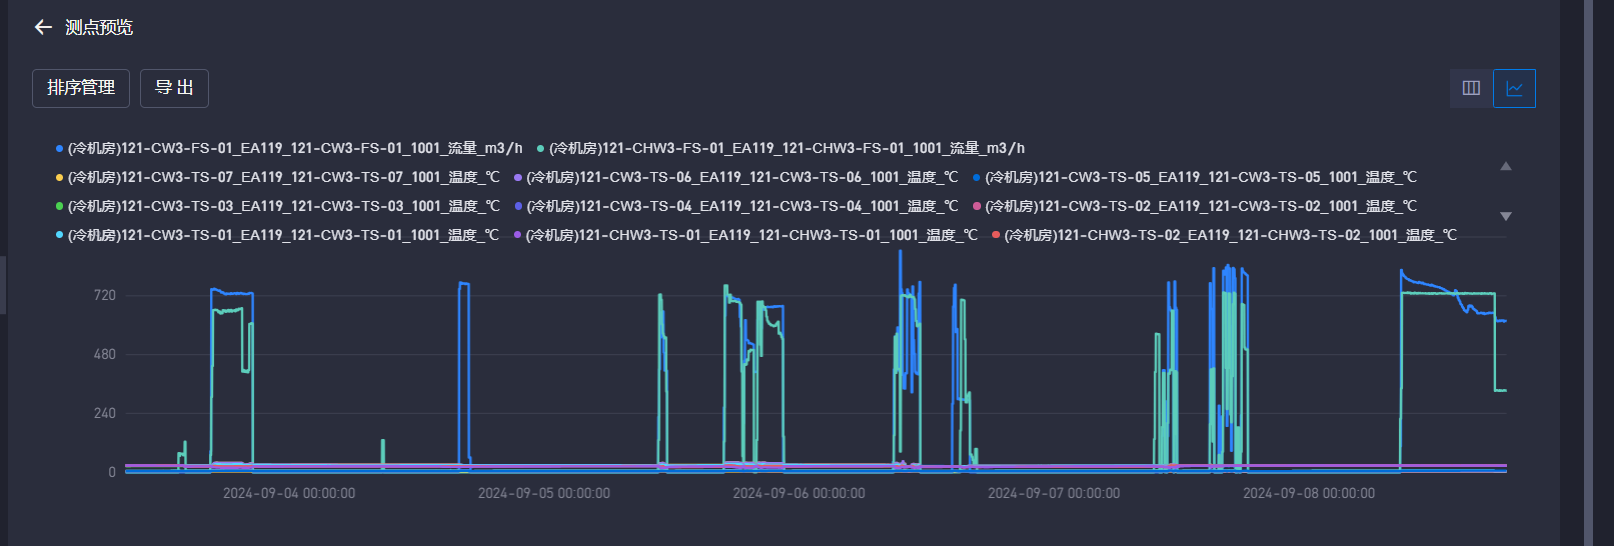 测点预览
排序管理 导 出
(冷机房)121-CW3-FS-01_EA119_121-CW3-FS-01_1001_流量_m3/h (冷机房)121-CHW3-FS-01_EA119_121-CHW3-FS-01_1001_流量_m3/h
(冷机房)121-CW3-TS-07_EA119_121-CW3-TS-07_1001_温度_℃ (冷机房)121-CW3-TS-06_EA119_121-CW3-TS-06_1001_温度_℃ (冷机房)121-CW3-TS-05_EA119_121-CW3-TS-05_1001_温度_℃
(冷机房)121-CW3-TS-03_EA119_121-CW3-TS-03_1001_温度_℃ (冷机房)121-CW3-TS-04_EA119_121-CW3-TS-04_1001_温度_℃ (冷机房)121-CW3-TS-02_EA119_121-CW3-TS-02_1001_温度_℃
(冷机房)121-CW3-TS-01_EA119_121-CW3-TS-01_1001_温度_℃ (冷机房)121-CHW3-TS-01_EA119_121-CHW3-TS-01_1001_温度_℃ (冷机房)121-CHW3-TS-02_EA119_121-CHW3-TS-02_1001_温度_℃
720
480
240
0
2024-09-04 00:00:00 2024-09-05 00:00:00 2024-09-06 00:00:00 2024-09-07 00:00:00 2024-09-08 00:00:00